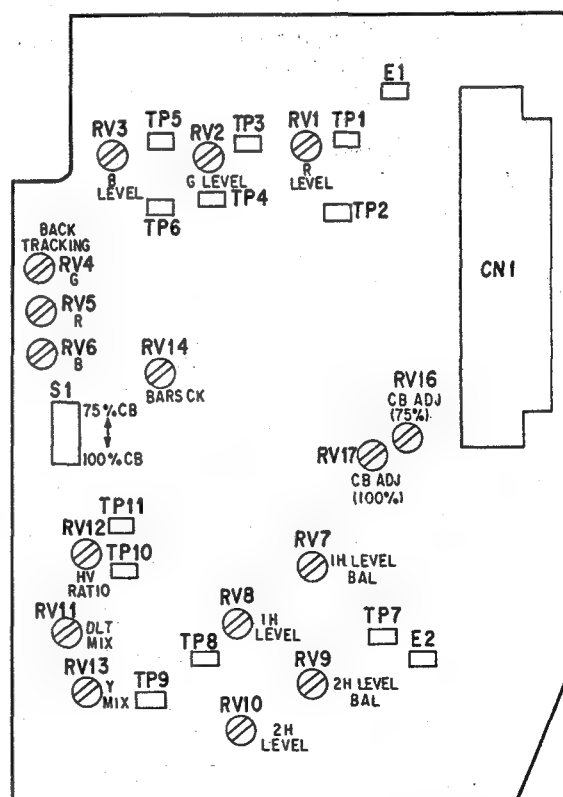 E1
TP5
RV3
RV2
TP3
RV1
TP1
B
LEVEL
G LEVEL
R
LEVEL
TP4
TP6
TP2
BACK
TRACKING
RV4
G
CN1
RV5
R
RV6
B
RV14
BARS CK
S1
75%CB
100%CB
RV16
CB ADJ
(75%)
RV17
CB ADJ
(100%)
TP11
RV12
TP10
HV
RATIO
RV7
1H LEVEL
BAL
RV11
DLT
MIX
RV8
1H
LEVEL
TP7
E2
TP8
RV13
Y
MIX
TP9
RV9
2H LEVEL
BAL
RV10
2H
LEVEL